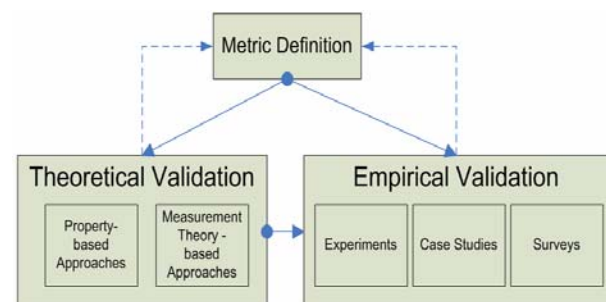 Metric Definition
Theoretical Validation
Property-
based
Approaches
Measurement
Theory -
based
Approaches
Empirical Validation
Experiments
Case Studies
Surveys